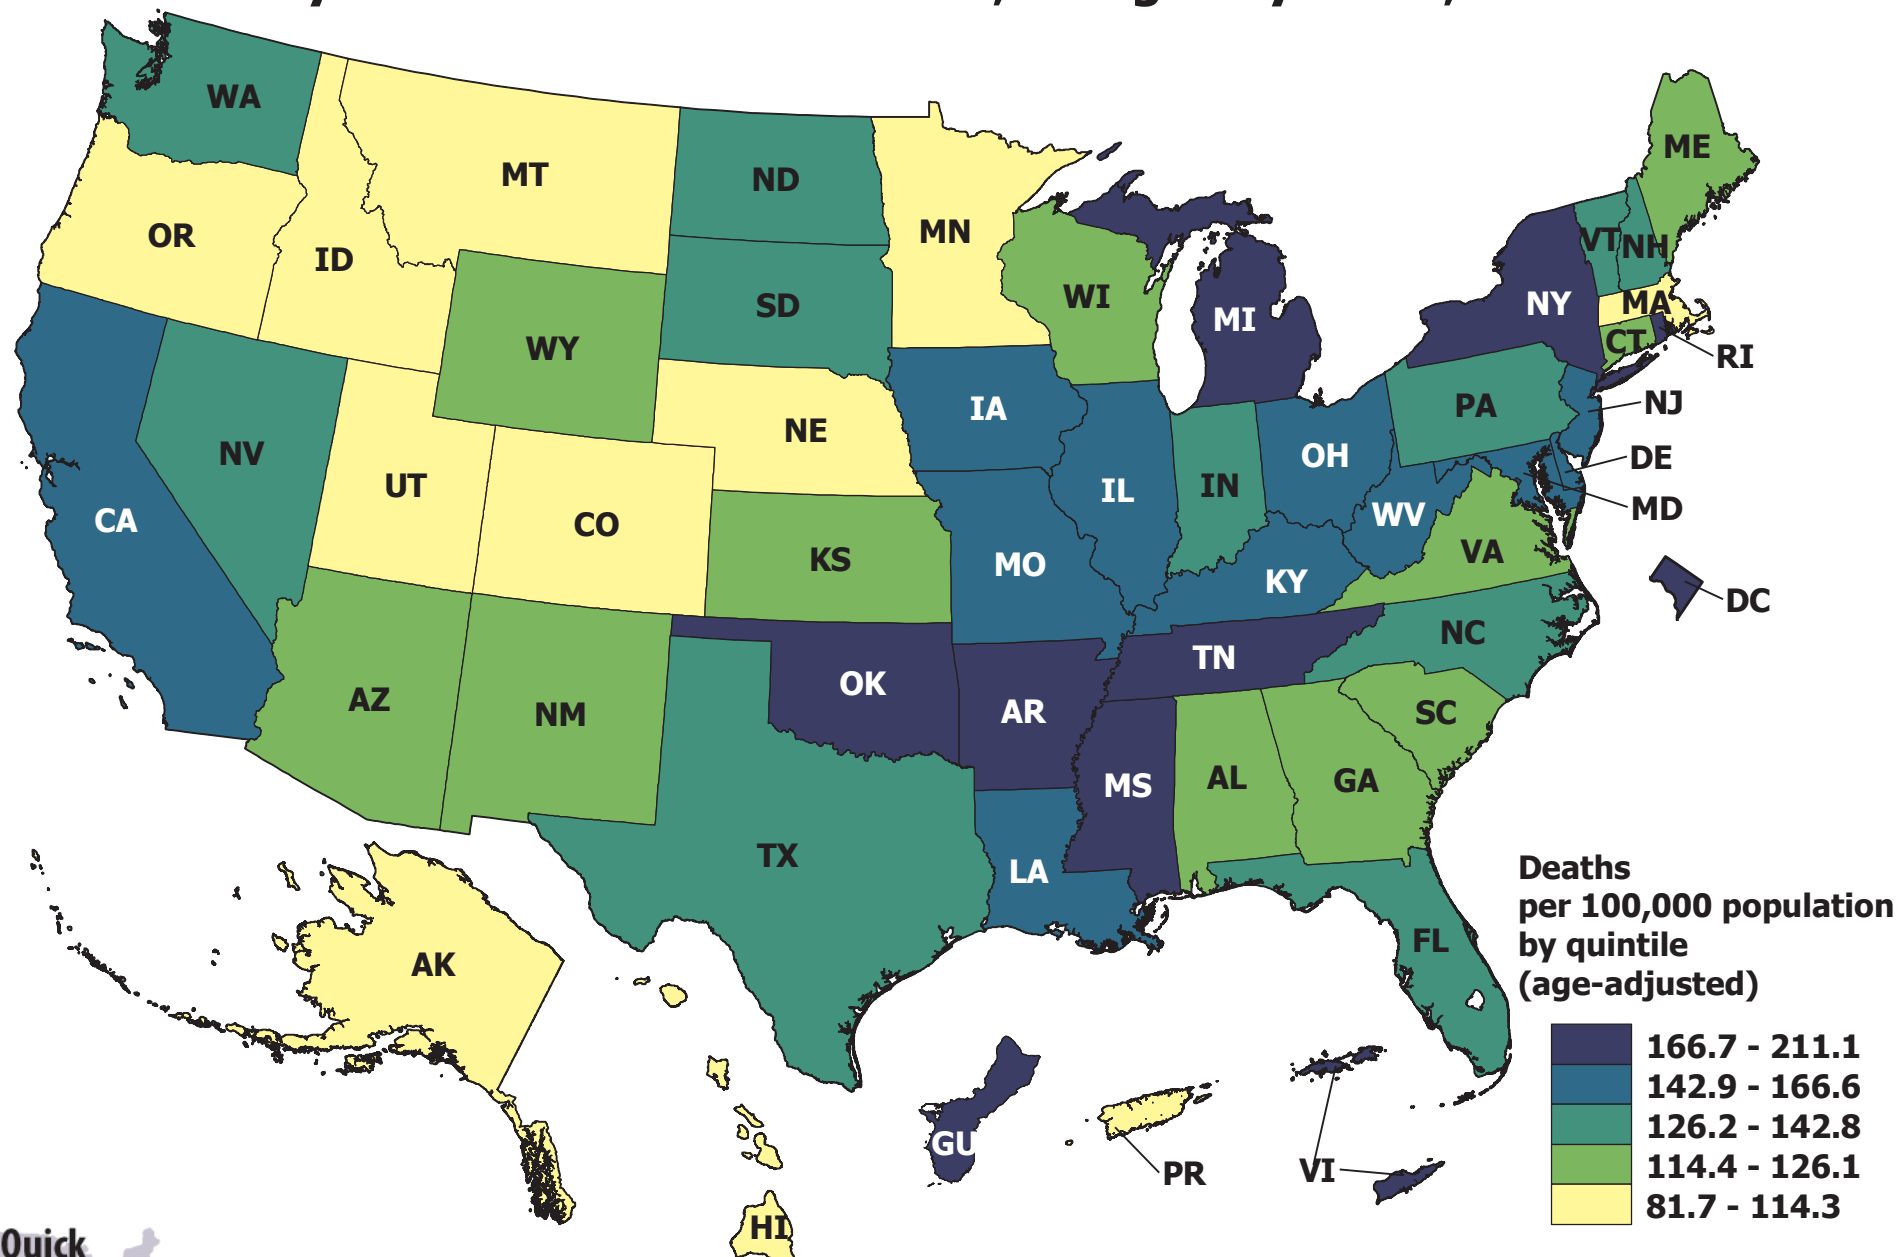 WA
MT
ND
MN
OR
ID
SD
WI
MI
ME
VT
NH
NY
MA
CT
RI
WY
NV
UT
CO
NE
IA
IL
IN
OH
PA
NJ
DE
MD
CA
KS
MO
KY
WV
VA
DC
AZ
NM
OK
AR
TN
NC
SC
TX
LA
MS
AL
GA
FL
AK
HI
GU
PR
VI
Deaths
per 100,000 population
by quintile
(age-adjusted)
166.7 - 211.1
142.9 - 166.6
126.2 - 142.8
114.4 - 126.1
81.7 - 114.3
Quick